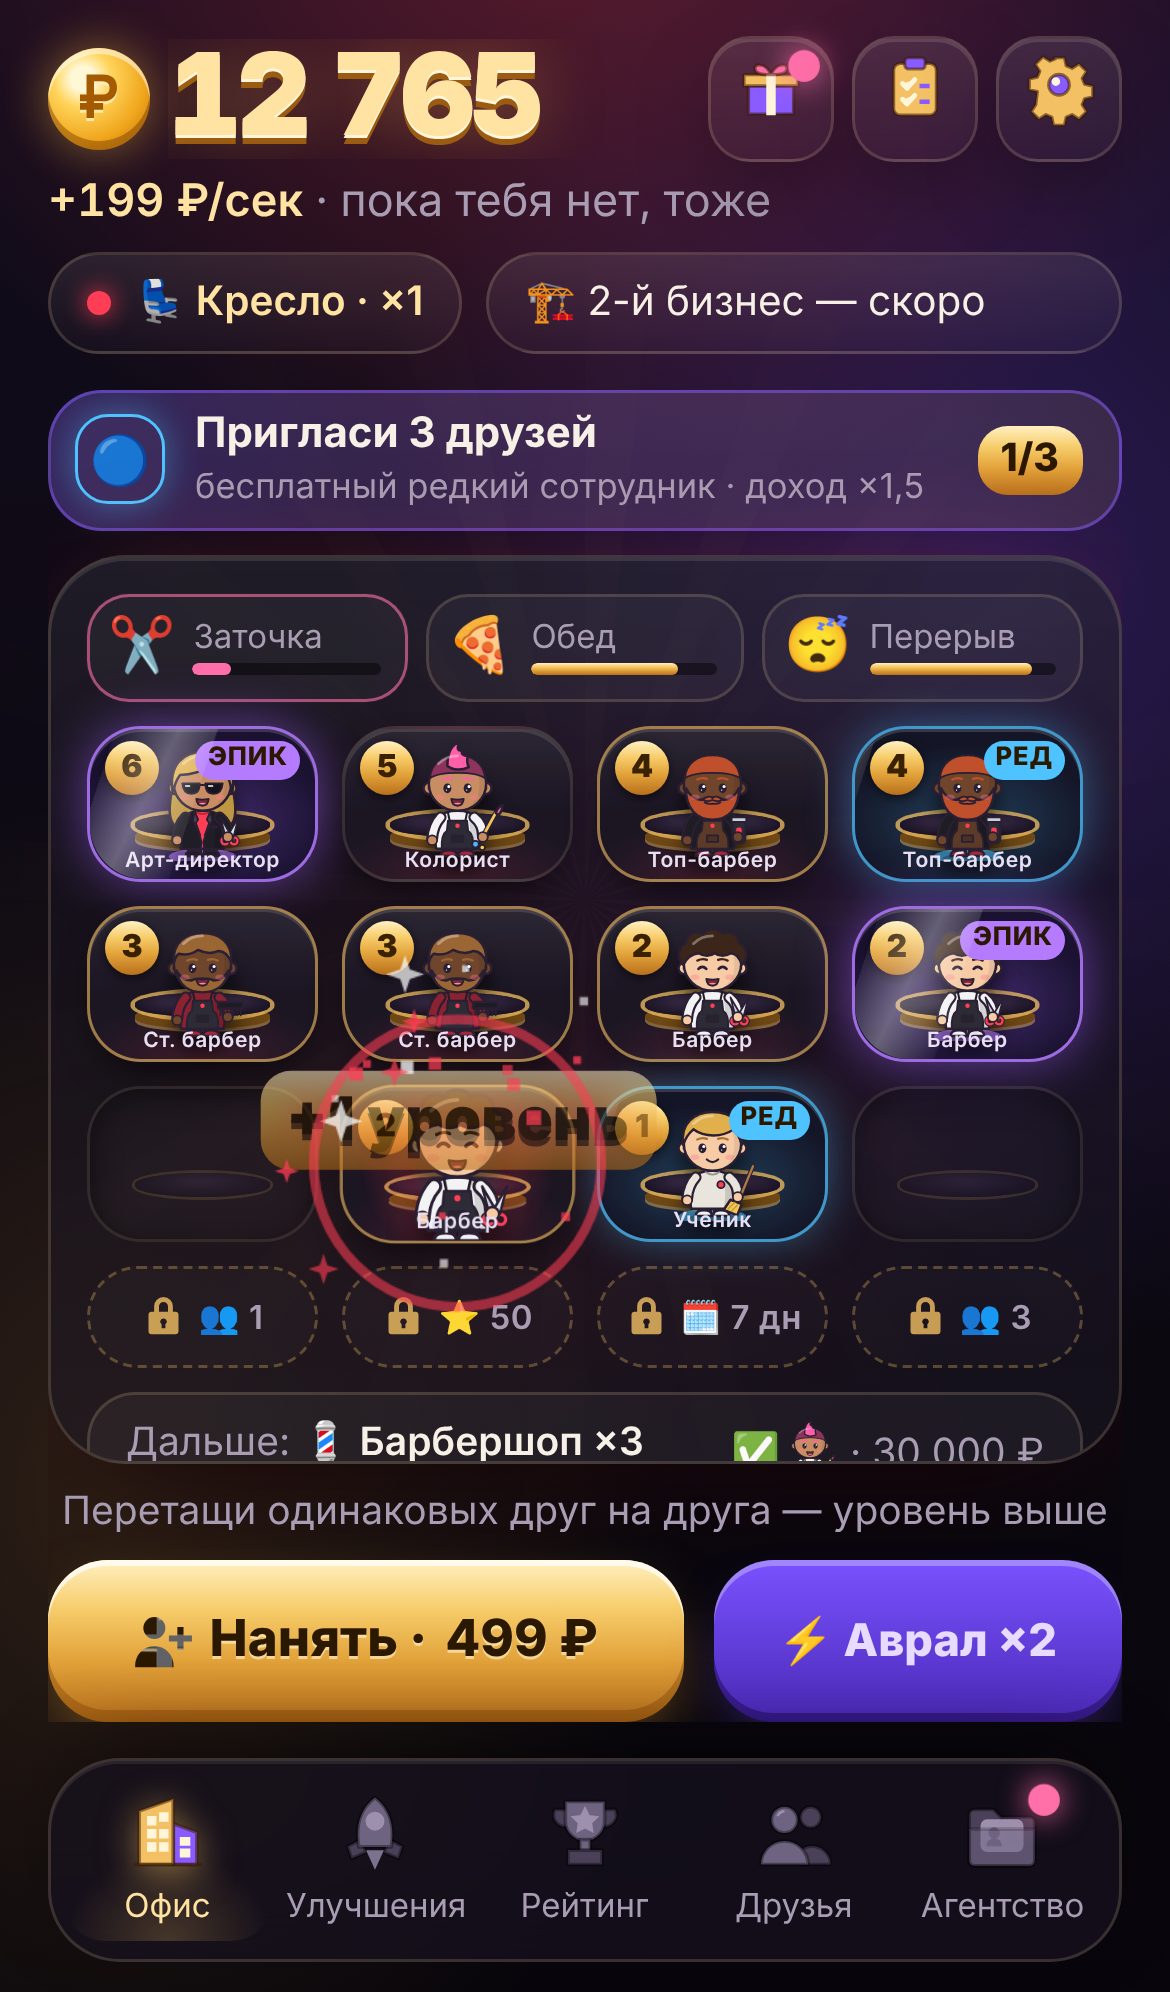 ₽ 12 765
+199 ₽/сек · пока тебя нет, тоже
Кресло · ×1
2-й бизнес — скоро
Пригласи 3 друзей
бесплатный редкий сотрудник · доход ×1,5
1/3
Заточка
Обед
Перерыв
6 ЭПИК
Арт-директор
5
Колорист
4
Топ-барбер
4 РЕД
Топ-барбер
3
Ст. барбер
3
Ст. барбер
2
Барбер
2 ЭПИК
Барбер
+1 уровень
2
Барбер
1 РЕД
Ученик
1
50
7 дн
3
Дальше: Барбершоп ×3
· 30 000 ₽
Перетащи одинаковых друг на друга — уровень выше
Нанять · 499 ₽
Аврал ×2
Офис
Улучшения
Рейтинг
Друзья
Агентство